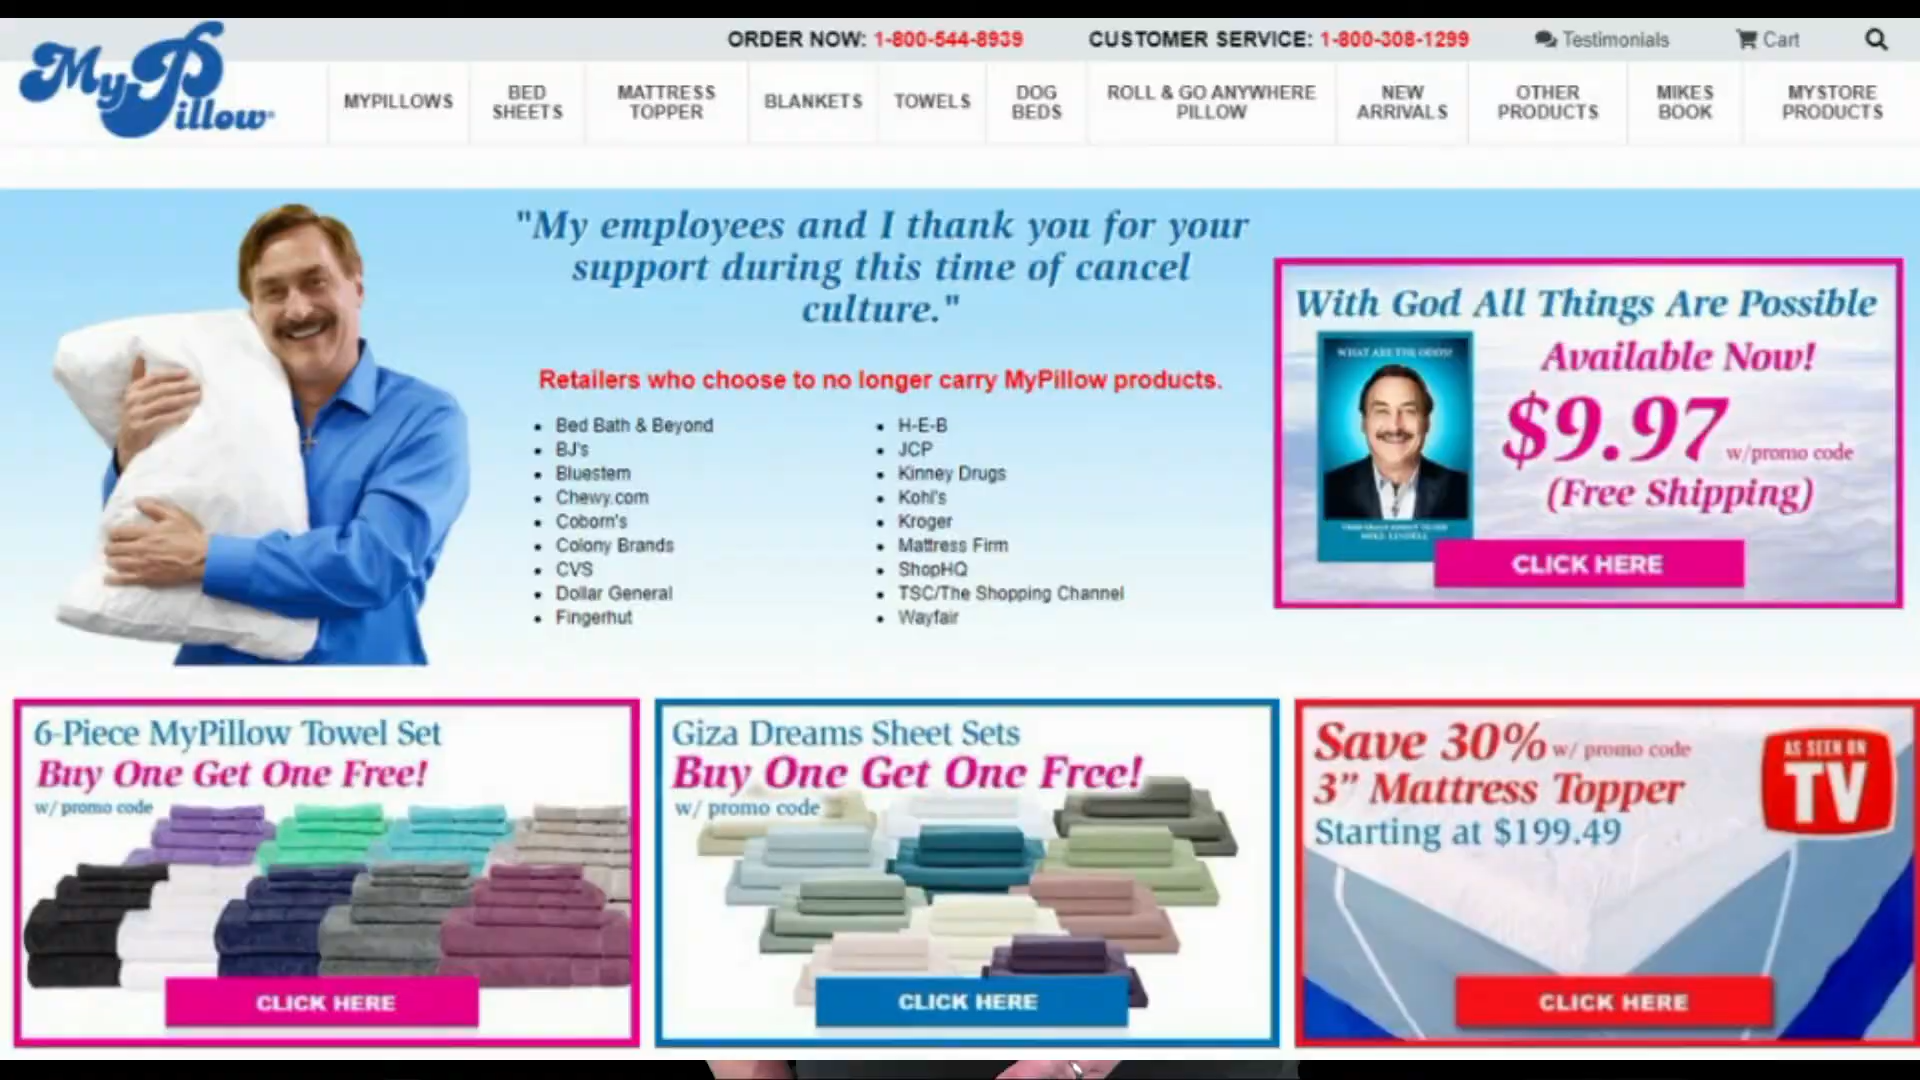 MyPillow
ORDER NOW: 1-800-544-8939
CUSTOMER SERVICE: 1-800-308-1299
Testimonials
Cart
MYPILLOWS
BED
SHEETS
MATTRESS
TOPPER
BLANKETS
TOWELS
DOG
BEDS
ROLL & GO ANYWHERE
PILLOW
NEW
ARRIVALS
OTHER
PRODUCTS
MIKES
BOOK
MYSTORE
PRODUCTS
"My employees and I thank you for your
support during this time of cancel
culture."
Retailers who choose to no longer carry MyPillow products.
• Bed Bath & Beyond
• BJ's
• Bluestem
• Chewy.com
• Coborn's
• Colony Brands
• CVS
• Dollar General
• Fingerhut
• H-E-B
• JCP
• Kinney Drugs
• Kohl's
• Kroger
• Mattress Firm
• ShopHQ
• TSC/The Shopping Channel
• Wayfair
With God All Things Are Possible
WHAT ARE THE ODDS?
MIKE LINDELL
Available Now!
$9.97 w/promo code
(Free Shipping)
CLICK HERE
6-Piece MyPillow Towel Set
Buy One Get One Free!
w/ promo code
CLICK HERE
Giza Dreams Sheet Sets
Buy One Get One Free!
w/ promo code
CLICK HERE
Save 30% w/ promo code
3" Mattress Topper
Starting at $199.49
AS SEEN ON
TV
CLICK HERE